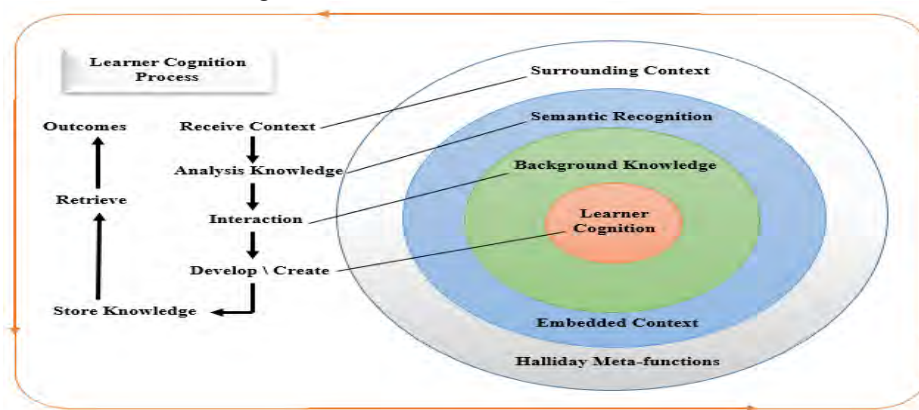 Learner Cognition
Process
Outcomes
Receive Context
Analysis Knowledge
Retrieve
Interaction
Develop \ Create
Store Knowledge
Surrounding Context
Semantic Recognition
Background Knowledge
Learner
Cognition
Embedded Context
Halliday Meta-functions